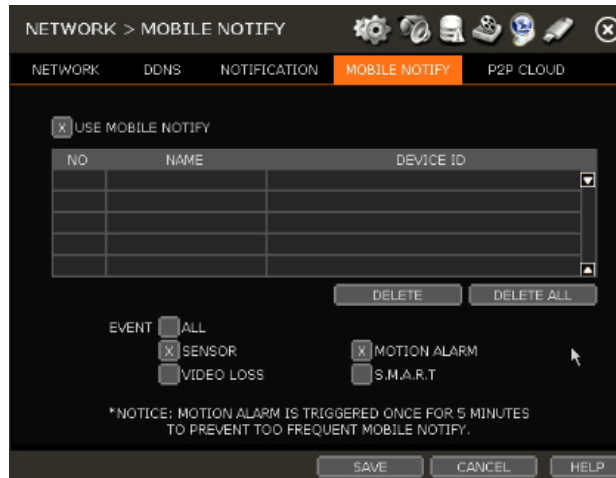 NETWORK > MOBILE NOTIFY
NETWORK DDNS NOTIFICATION MOBILE NOTIFY P2P CLOUD
X USE MOBILE NOTIFY
NO NAME DEVICE ID
DELETE DELETE ALL
EVENT ALL
X SENSOR X MOTION ALARM
VIDEO LOSS S.M.A.R.T
*NOTICE: MOTION ALARM IS TRIGGERED ONCE FOR 5 MINUTES
TO PREVENT TOO FREQUENT MOBILE NOTIFY.
SAVE CANCEL HELP